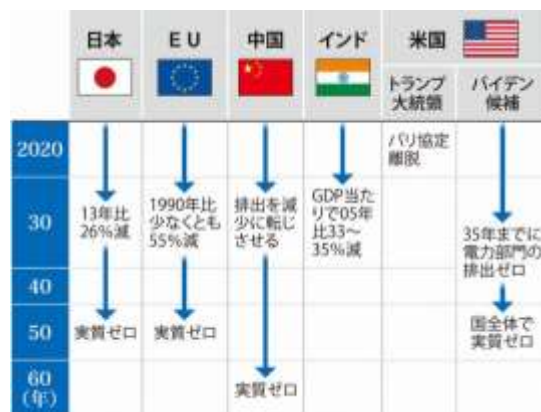 日本
EU
中国
インド
米国
トランプ
大統領
バイデン
候補
2020
パリ協定
離脱
30
13年比
26%減
1990年比
少なくとも
55%減
排出を減
少に転じ
させる
GDP当た
りで05年
比33〜
35%減
35年までに
電力部門の
排出ゼロ
40
50
実質ゼロ
実質ゼロ
国全体で
実質ゼロ
60
(年)
実質ゼロ